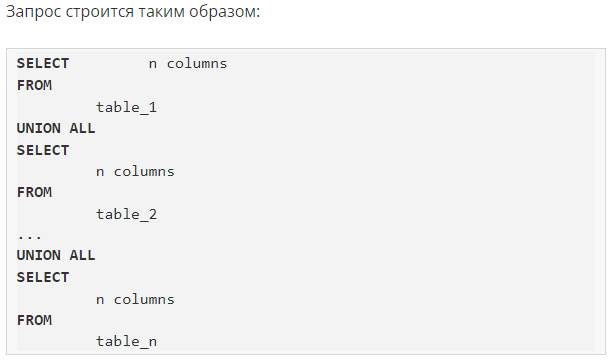 Запрос строится таким образом:
SELECT         n columns
FROM
         table_1
UNION ALL
SELECT
         n columns
FROM
         table_2
...
UNION ALL
SELECT
         n columns
FROM
         table_n